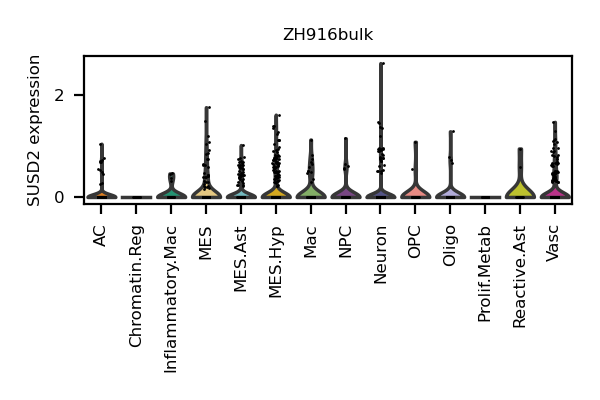 ZH916bulk
SUSD2 expression
2
0
AC
Chromatin.Reg
Inflammatory.Mac
MES
MES.Ast
MES.Hyp
Mac
NPC
Neuron
OPC
Oligo
Prolif.Metab
Reactive.Ast
Vasc